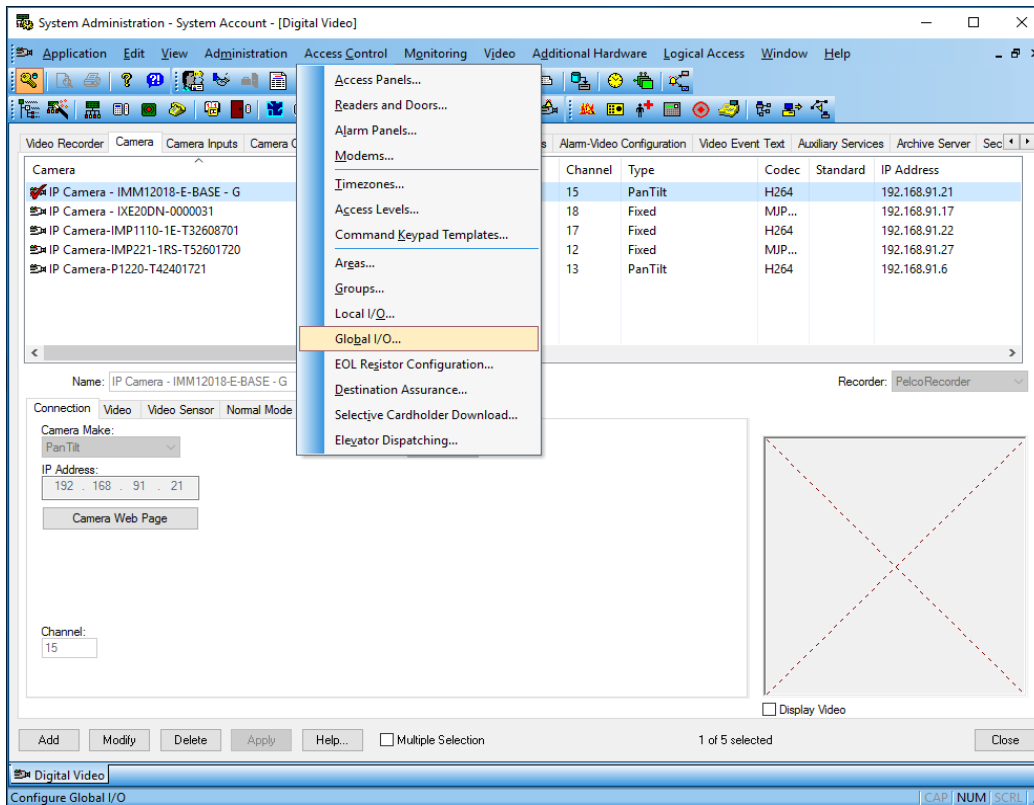 System Administration - System Account - [Digital Video]
Application Edit View Administration Access Control Monitoring Video Additional Hardware Logical Access Window Help
Video Recorder Camera Camera Inputs Camera Alarm-Video Configuration Video Event Text Auxiliary Services Archive Server Sec
Camera Channel Type Codec Standard IP Address
IP Camera - IMM12018-E-BASE - G 15 PanTilt H264 192.168.91.21
IP Camera - IXE20DN-0000031 18 Fixed MJP... 192.168.91.17
IP Camera-IMP1110-1E-T32608701 17 Fixed H264 192.168.91.22
IP Camera-IMP221-1RS-T52601720 12 Fixed MJP... 192.168.91.27
IP Camera-P1220-T42401721 13 PanTilt H264 192.168.91.6
Access Panels...
Readers and Doors...
Alarm Panels...
Modems...
Timezones...
Access Levels...
Command Keypad Templates...
Areas...
Groups...
Local I/O...
Global I/O...
EOL Registor Configuration...
Destination Assurance...
Selective Cardholder Download...
Elevator Dispatching...
Name: IP Camera - IMM12018-E-BASE - G Recorder: PelcoRecorder
Connection Video Video Sensor Normal Mode
Camera Make:
PanTilt
IP Address:
192 . 168 . 91 . 21
Camera Web Page
Channel:
15
Display Video
Add Modify Delete Apply Help... Multiple Selection 1 of 5 selected Close
Digital Video
Configure Global I/O CAP NUM SCRL